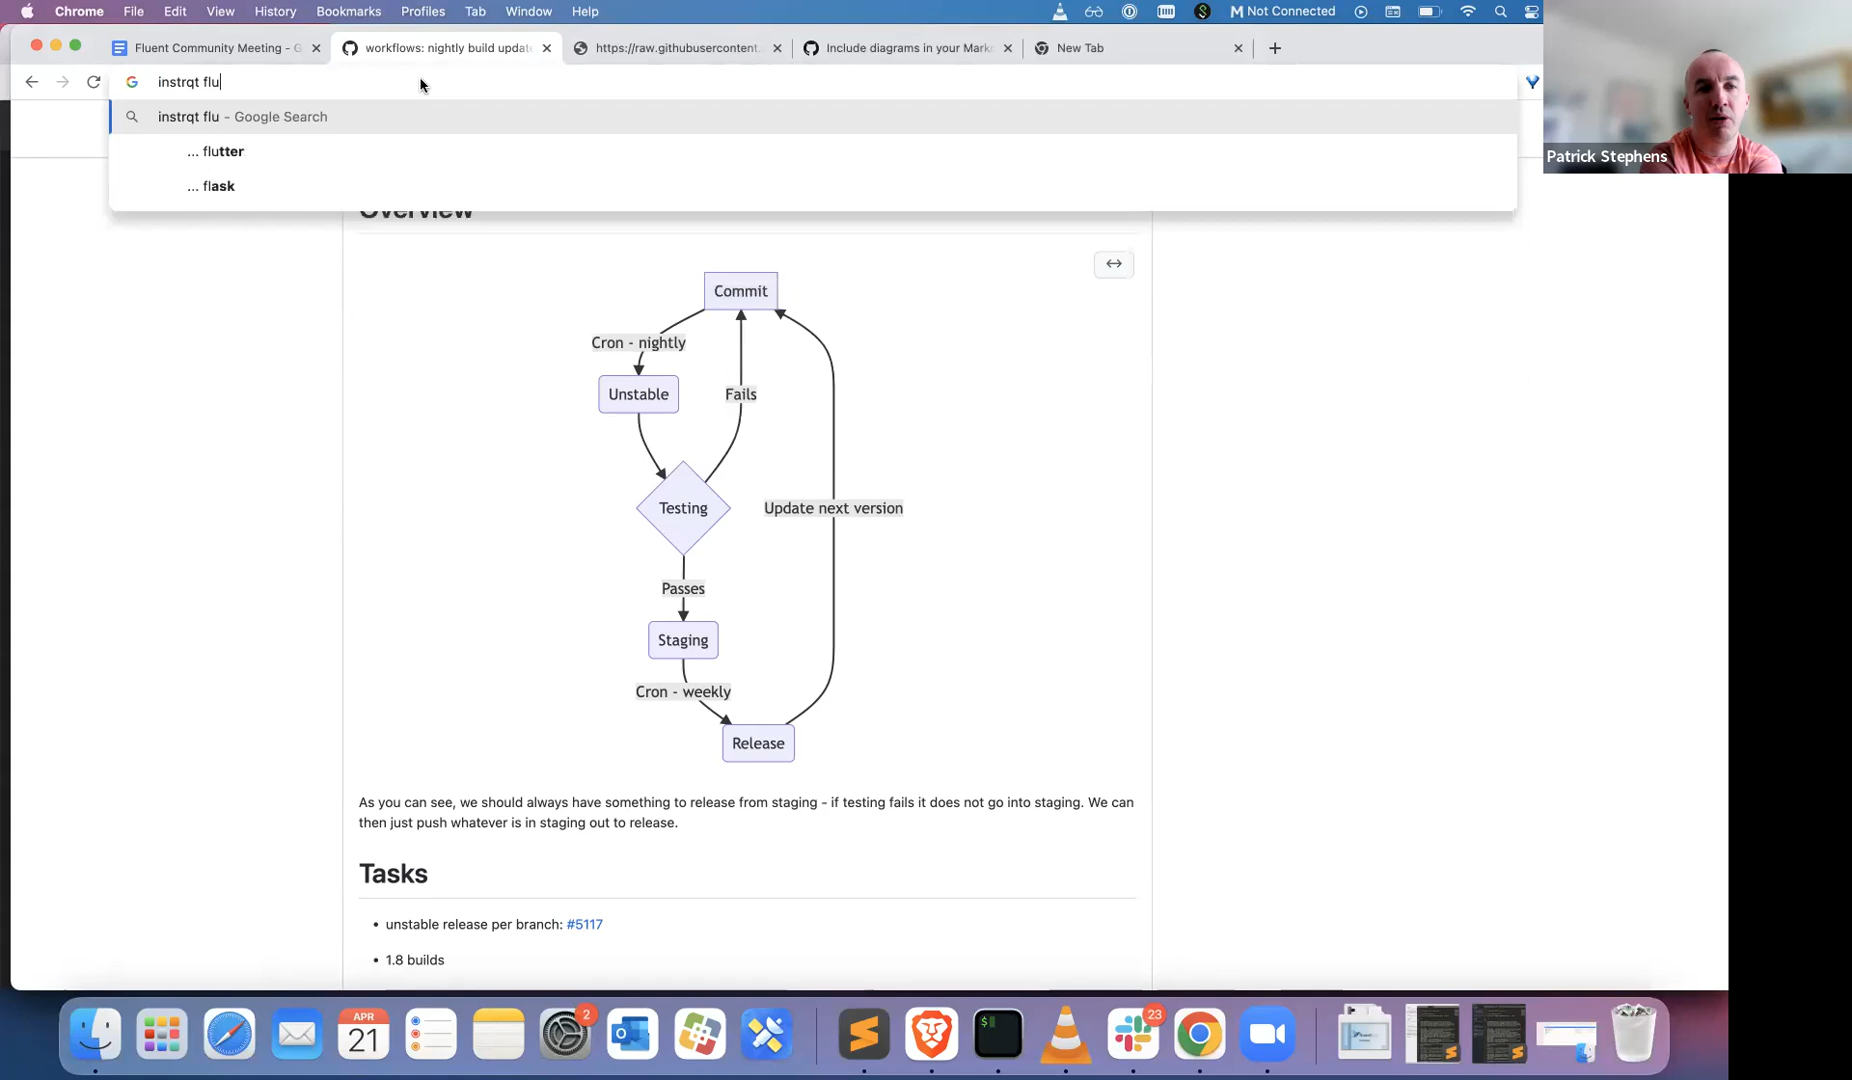 Chrome File Edit View History Bookmarks Profiles Tab Window Help
Not Connected
Fluent Community Meeting - G
workflows: nightly build update
https://raw.githubusercontent.
Include diagrams in your Mark
New Tab
instrqt flu
instrqt flu - Google Search
... flutter
... flask
Patrick Stephens
Overview
Commit
Cron - nightly
Unstable
Fails
Testing
Update next version
Passes
Staging
Cron - weekly
Release
As you can see, we should always have something to release from staging - if testing fails it does not go into staging. We can
then just push whatever is in staging out to release.
Tasks
• unstable release per branch: #5117
• 1.8 builds
APR
21
2
23